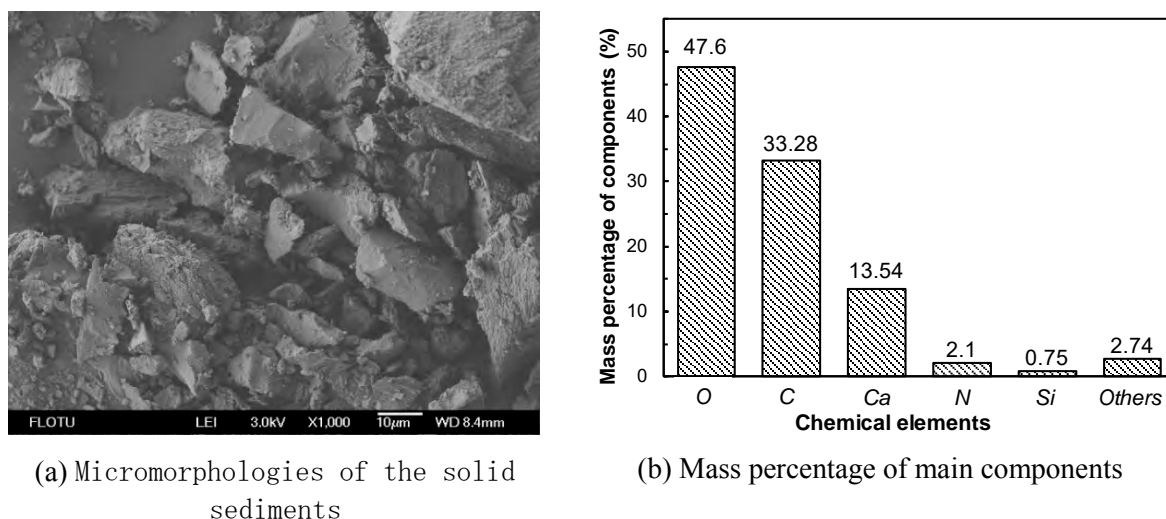 FLOTU LEI 3.0kV X1,000 10μm WD 8.4mm
(a) Micromorphologies of the solid
sediments
Mass percentage of components (%)
50
40
30
20
10
0
47.6
33.28
13.54
2.1
0.75
2.74
O C Ca N Si Others
Chemical elements
(b) Mass percentage of main components